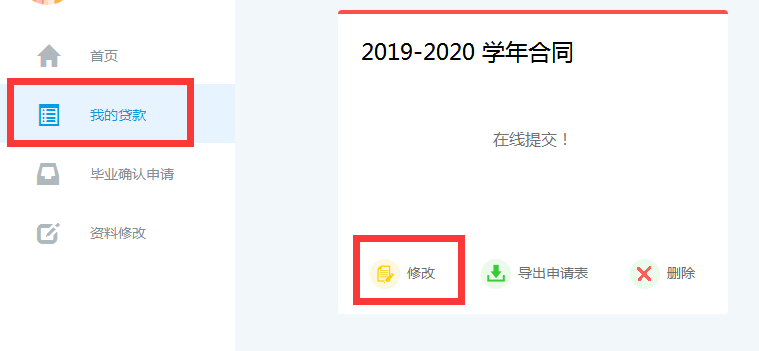 首页
我的贷款
毕业确认申请
资料修改
2019-2020 学年合同
在线提交！
修改
导出申请表
删除